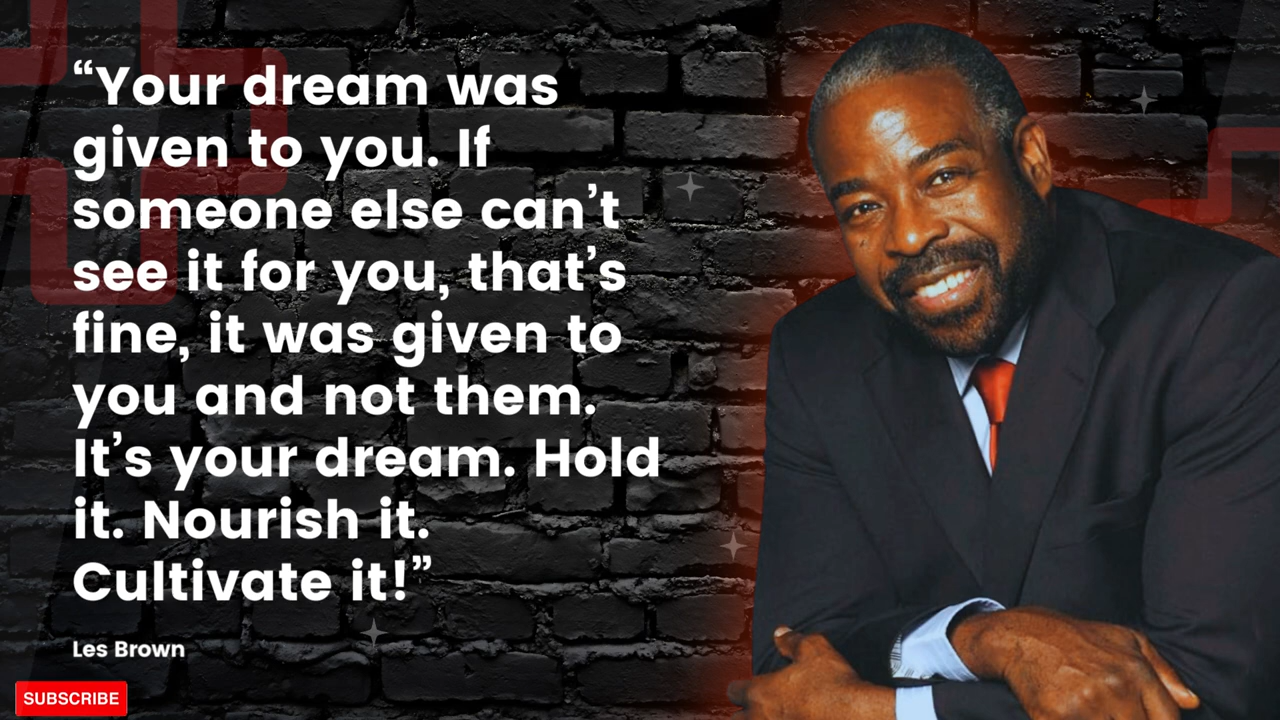 “Your dream was
given to you. If
someone else can’t
see it for you, that’s
fine, it was given to
you and not them.
It’s your dream. Hold
it. Nourish it.
Cultivate it!”
Les Brown
SUBSCRIBE